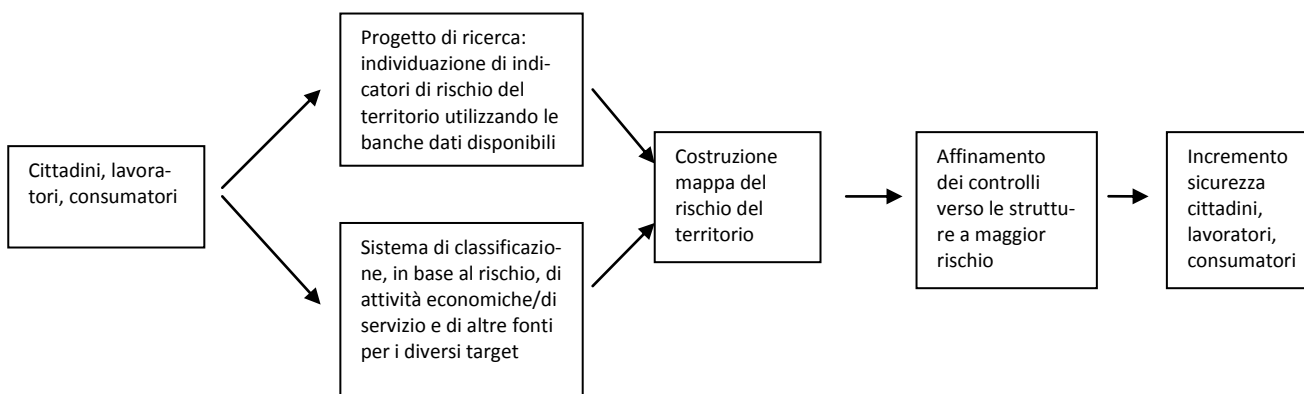 Cittadini, lavora-
tori, consumatori
Progetto di ricerca:
individuazione di indi-
catori di rischio del
territorio utilizzando le
banche dati disponibili
Sistema di classificazio-
ne, in base al rischio, di
attività economiche/di
servizio e di altre fonti
per i diversi target
Costruzione
mappa del
rischio del
territorio
Affinamento
dei controlli
verso le struttu-
re a maggior
rischio
Incremento
sicurezza
cittadini,
lavoratori,
consumatori